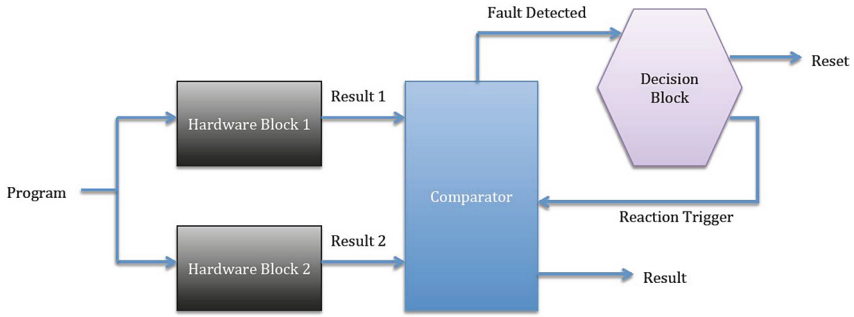 Fault Detected
Decision
Block
Reset
Result 1
Hardware Block 1
Program
Comparator
Reaction Trigger
Result 2
Hardware Block 2
Result